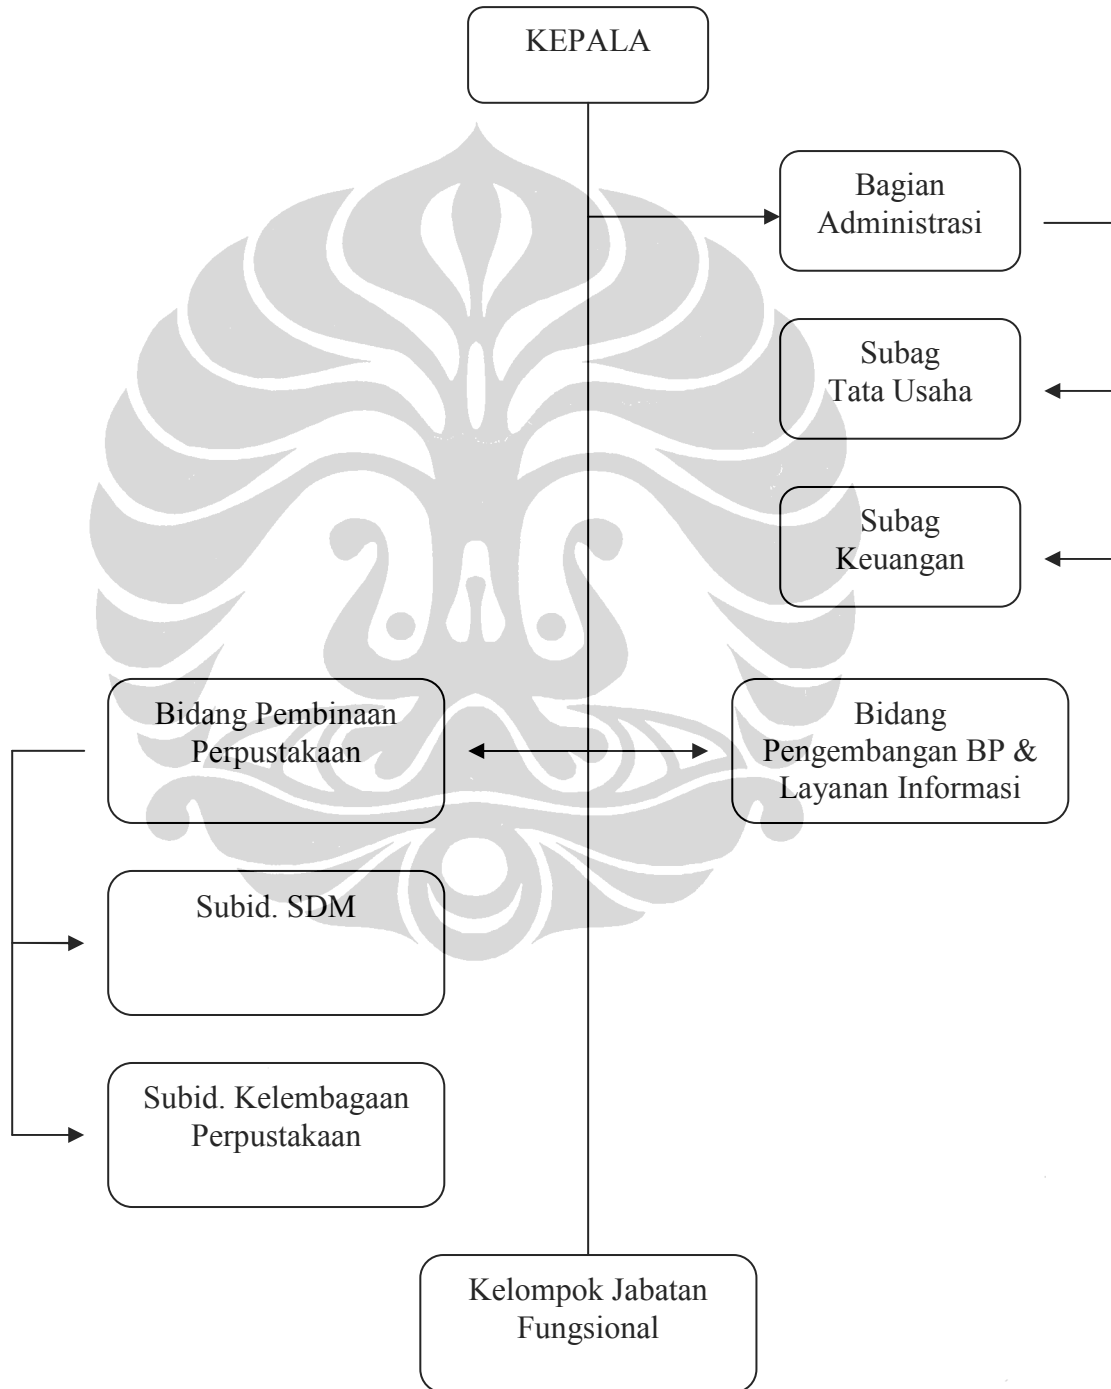 KEPALA
Bagian
Administrasi
Subag
Tata Usaha
Subag
Keuangan
Bidang Pembinaan
Perpustakaan
Bidang
Pengembangan BP &
Layanan Informasi
Subid. SDM
Subid. Kelembagaan
Perpustakaan
Kelompok Jabatan
Fungsional